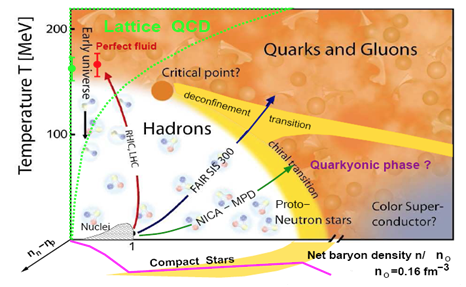 Lattice QCD
200
Temperature T [MeV]
Early universe
Perfect fluid
Quarks and Gluons
Critical point?
deconfinement transition
100
Hadrons
RHIC, LHC
FAIR SIS 300
chiral transition
Quarkyonic phase ?
NICA – MPD
Proto–
Neutron stars
Color Super-
conductor?
Nuclei
nn–np
1
Compact Stars
Net baryon density n/ no
no=0.16 fm-3